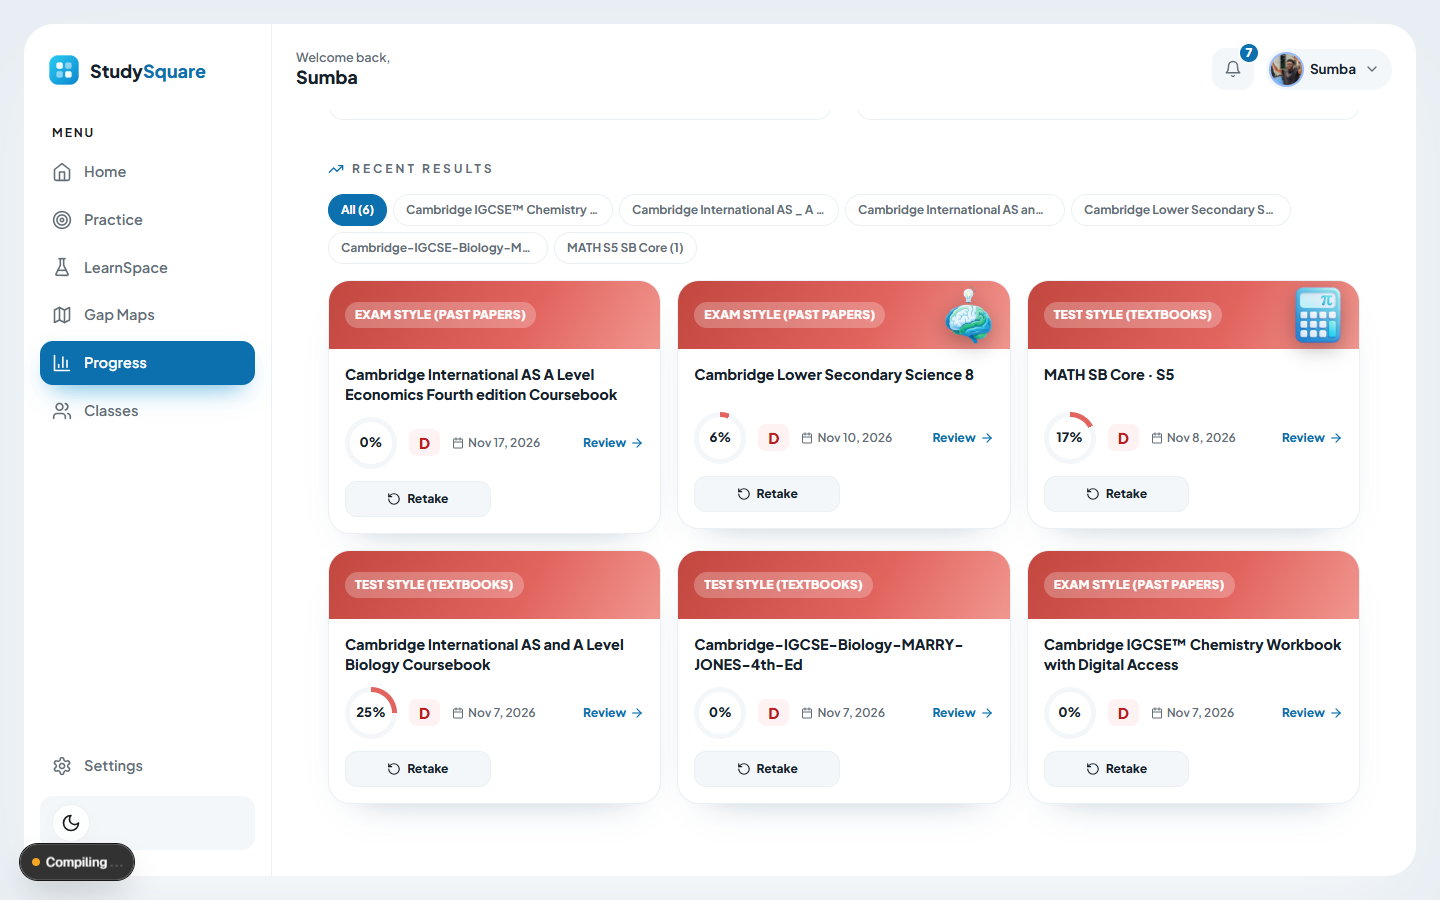 StudySquare
MENU
Home
Practice
LearnSpace
Gap Maps
Progress
Classes
Settings
Compiling ...
Welcome back,
Sumba
7
Sumba
RECENT RESULTS
All (6)
Cambridge IGCSE™ Chemistry ...
Cambridge International AS _ A ...
Cambridge International AS an...
Cambridge Lower Secondary S...
Cambridge-IGCSE-Biology-M...
MATH S5 SB Core (1)
EXAM STYLE (PAST PAPERS)
Cambridge International AS A Level
Economics Fourth edition Coursebook
0% D Nov 17, 2026 Review →
Retake
EXAM STYLE (PAST PAPERS)
Cambridge Lower Secondary Science 8
6% D Nov 10, 2026 Review →
Retake
TEST STYLE (TEXTBOOKS)
π
MATH SB Core · S5
17% D Nov 8, 2026 Review →
Retake
TEST STYLE (TEXTBOOKS)
Cambridge International AS and A Level
Biology Coursebook
25% D Nov 7, 2026 Review →
Retake
TEST STYLE (TEXTBOOKS)
Cambridge-IGCSE-Biology-MARRY-
JONES-4th-Ed
0% D Nov 7, 2026 Review →
Retake
EXAM STYLE (PAST PAPERS)
Cambridge IGCSE™ Chemistry Workbook
with Digital Access
0% D Nov 7, 2026 Review →
Retake